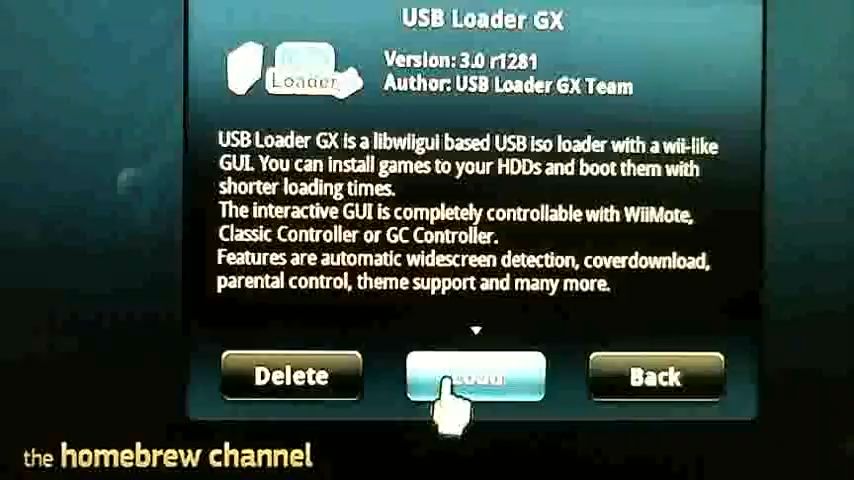 USB Loader GX
Loader
Version: 3.0 r1281
Author: USB Loader GX Team
USB Loader GX is a libwiigui based USB iso loader with a wii-like
GUI. You can install games to your HDDs and boot them with
shorter loading times.
The interactive GUI is completely controllable with WiiMote,
Classic Controller or GC Controller.
Features are automatic widescreen detection, coverdownload,
parental control, theme support and many more.
Delete
Load
Back
the homebrew channel